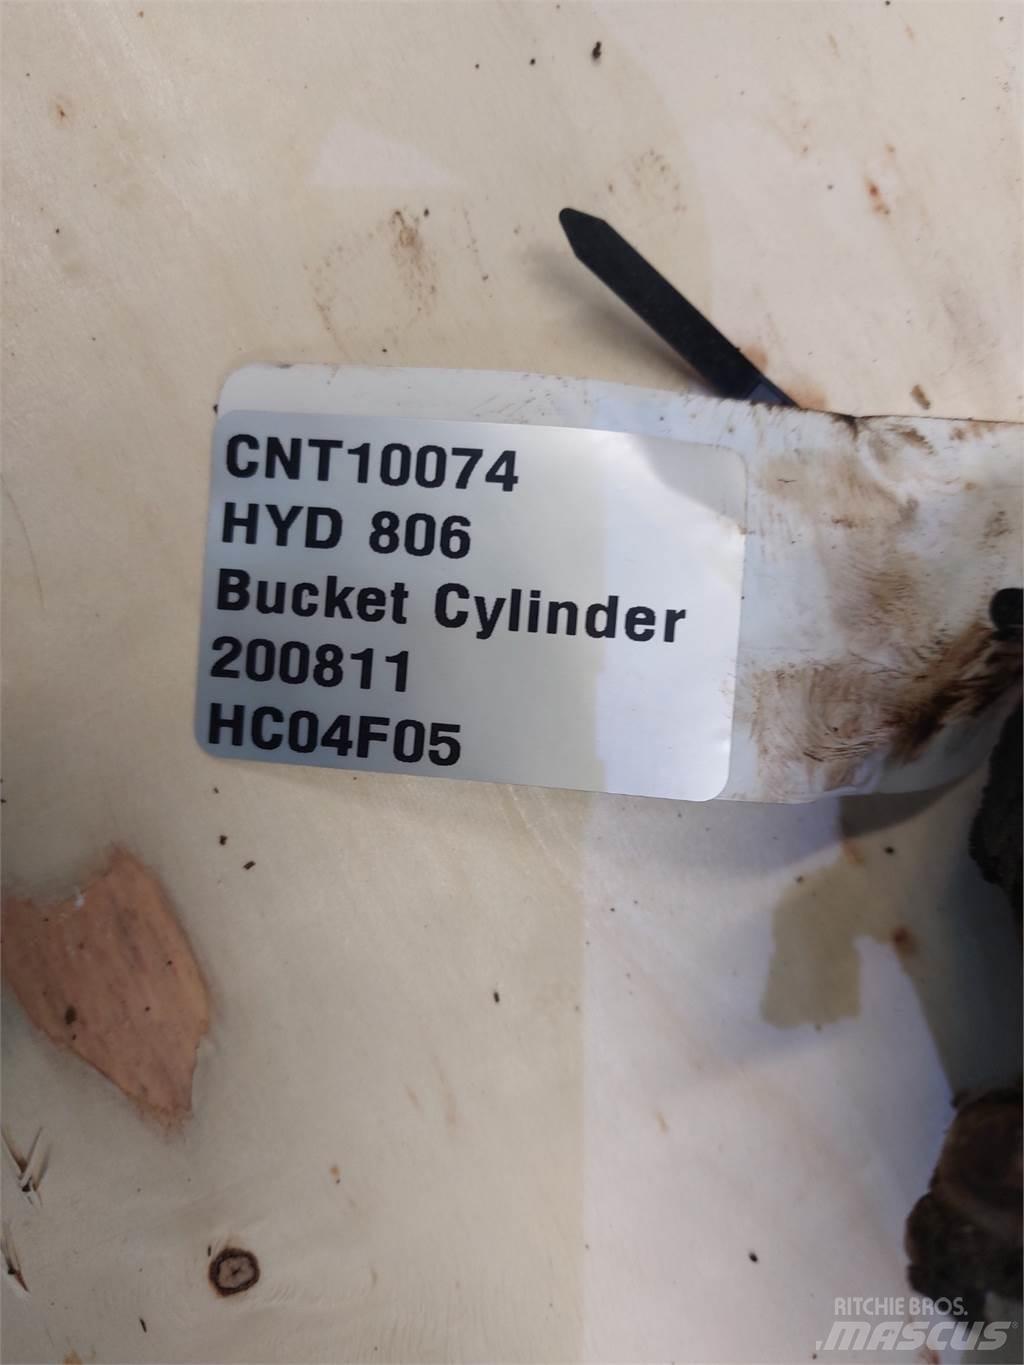 CNT10074
HYD 806
Bucket Cylinder
200811
HC04F05
RITCHIE BROS.
MASCUS